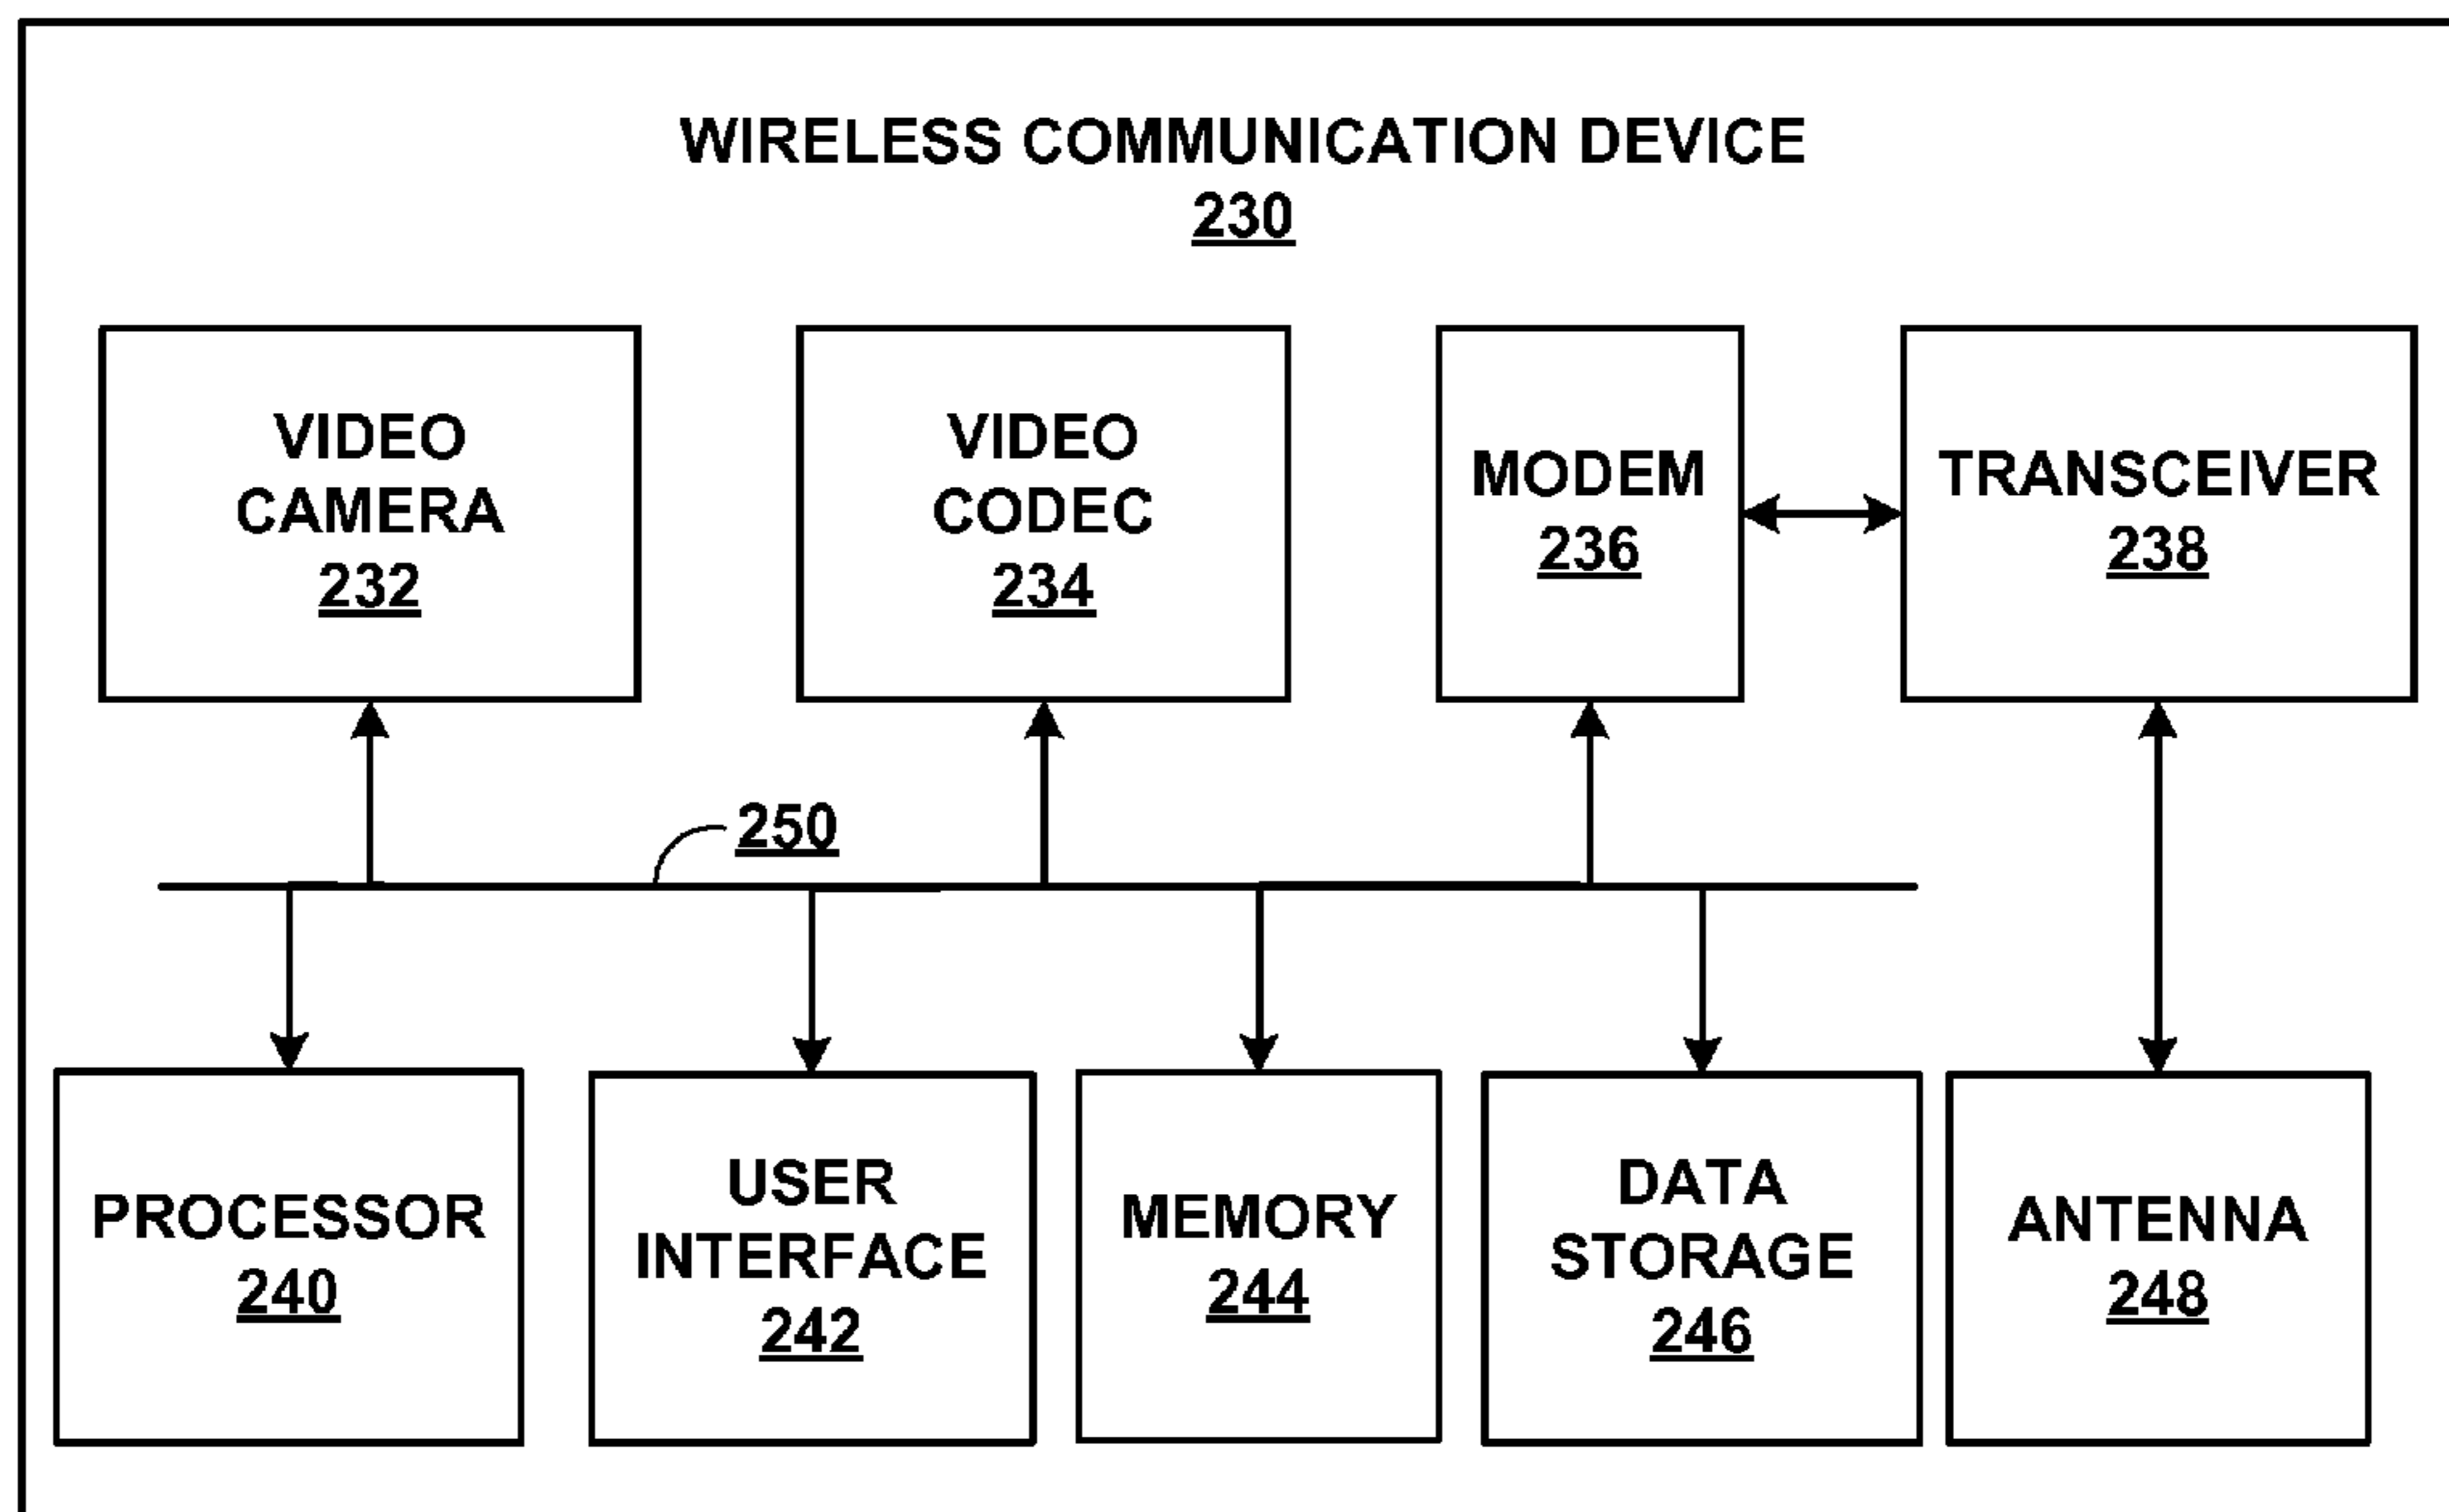 WIRELESS COMMUNICATION DEVICE
230
VIDEO
CAMERA
232
VIDEO
CODEC
234
MODEM
236
TRANSCEIVER
238
250
PROCESSOR
240
USER
INTERFACE
242
MEMORY
244
DATA
STORAGE
246
ANTENNA
248